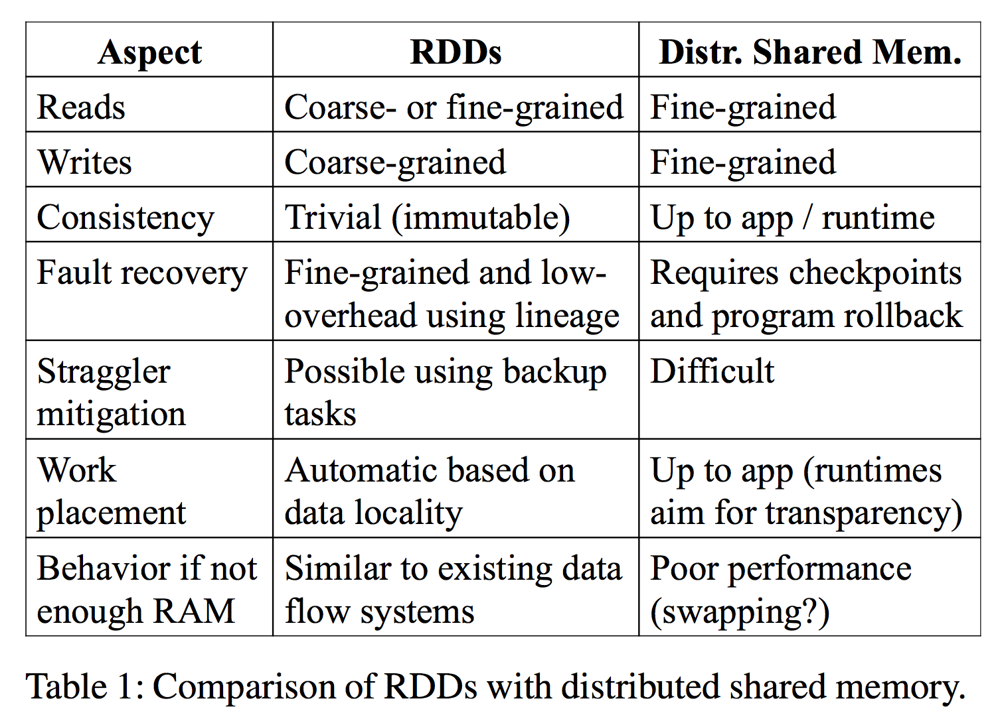 Aspect RDDs Distr. Shared Mem.
Reads Coarse- or fine-grained Fine-grained
Writes Coarse-grained Fine-grained
Consistency Trivial (immutable) Up to app / runtime
Fault recovery Fine-grained and low- Requires checkpoints
overhead using lineage and program rollback
Straggler Possible using backup Difficult
mitigation tasks
Work Automatic based on Up to app (runtimes
placement data locality aim for transparency)
Behavior if not Similar to existing data Poor performance
enough RAM flow systems (swapping?)
Table 1: Comparison of RDDs with distributed shared memory.